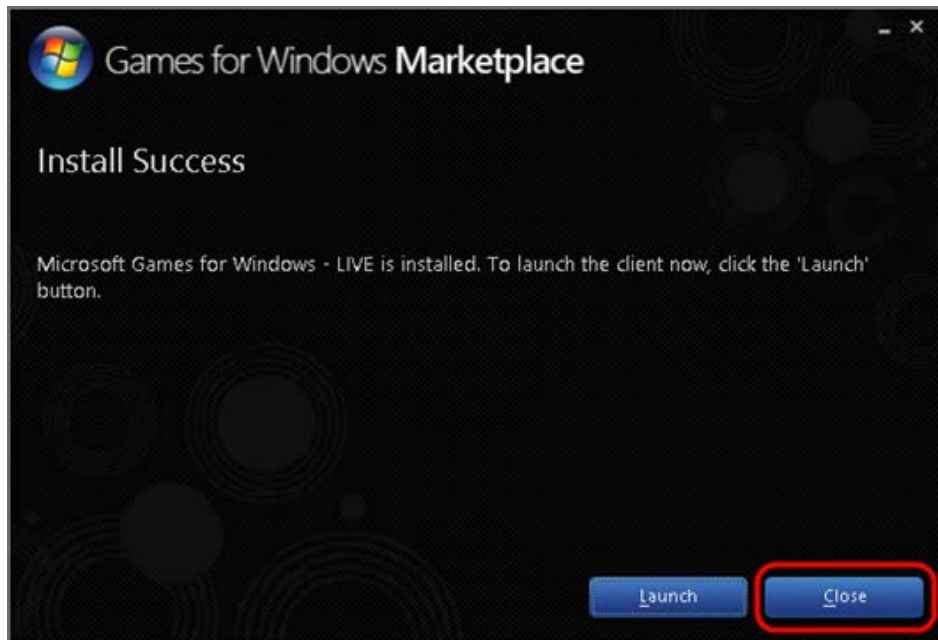 Games for Windows Marketplace
Install Success
Microsoft Games for Windows - LIVE is installed. To launch the client now, click the 'Launch'
button.
Launch
Close